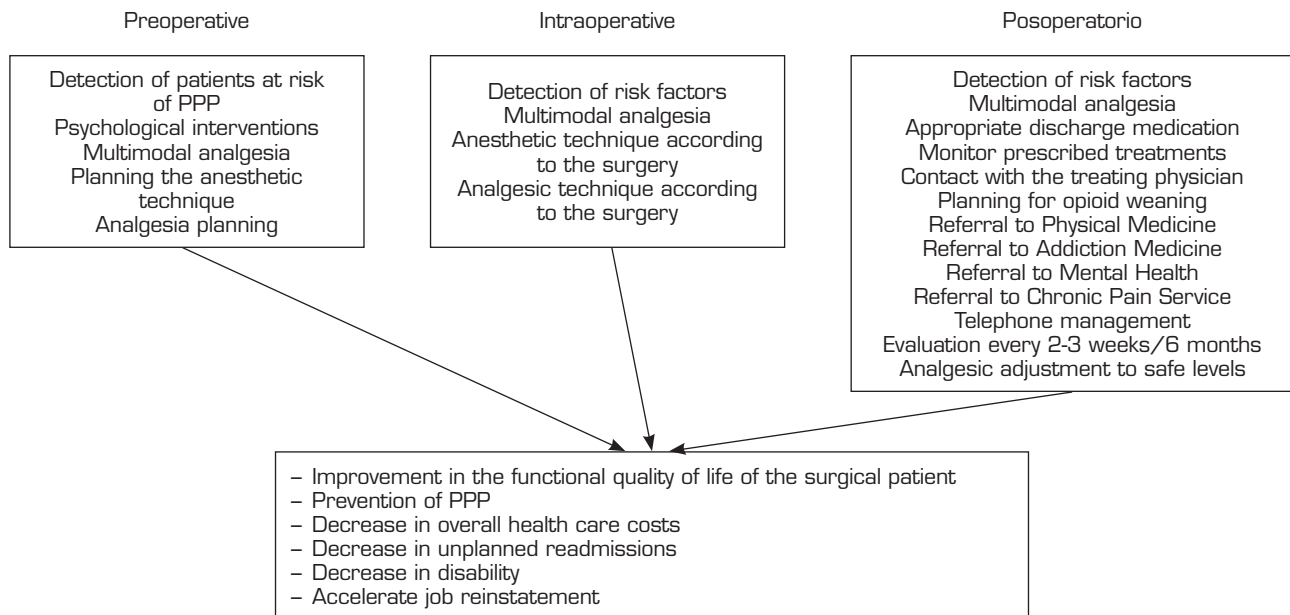 Preoperative
Detection of patients at risk
of PPP
Psychological interventions
Multimodal analgesia
Planning the anesthetic
technique
Analgesia planning
Intraoperative
Detection of risk factors
Multimodal analgesia
Anesthetic technique according
to the surgery
Analgesic technique according
to the surgery
Posoperatorio
Detection of risk factors
Multimodal analgesia
Appropriate discharge medication
Monitor prescribed treatments
Contact with the treating physician
Planning for opioid weaning
Referral to Physical Medicine
Referral to Addiction Medicine
Referral to Mental Health
Referral to Chronic Pain Service
Telephone management
Evaluation every 2-3 weeks/6 months
Analgesic adjustment to safe levels
– Improvement in the functional quality of life of the surgical patient
– Prevention of PPP
– Decrease in overall health care costs
– Decrease in unplanned readmissions
– Decrease in disability
– Accelerate job reinstatement